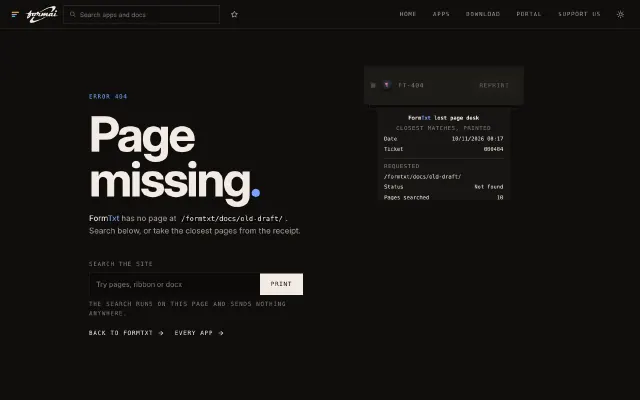 formai
Search apps and docs
HOME APPS DOWNLOAD PORTAL SUPPORT US
ERROR 404
Page
missing.
FormTxt has no page at /formtxt/docs/old-draft/.
Search below, or take the closest pages from the receipt.
SEARCH THE SITE
Try pages, ribbon or docx
PRINT
THE SEARCH RUNS ON THIS PAGE AND SENDS NOTHING
ANYWHERE.
BACK TO FORMTXT → EVERY APP →
FT-404 REPRINT
FormTxt lost page desk
CLOSEST MATCHES, PRINTED
Date 10/11/2026 08:17
Ticket 000404
REQUESTED
/formtxt/docs/old-draft/
Status Not found
Pages searched 10